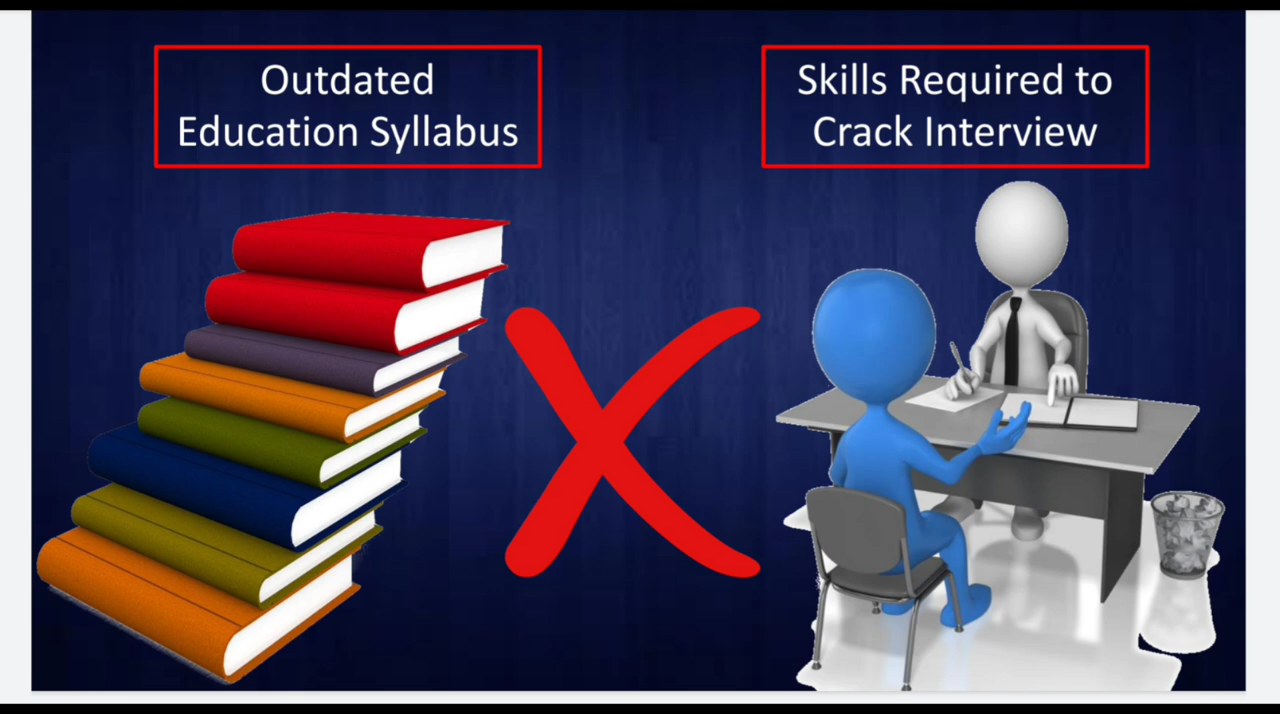 Outdated
Education Syllabus
Skills Required to
Crack Interview